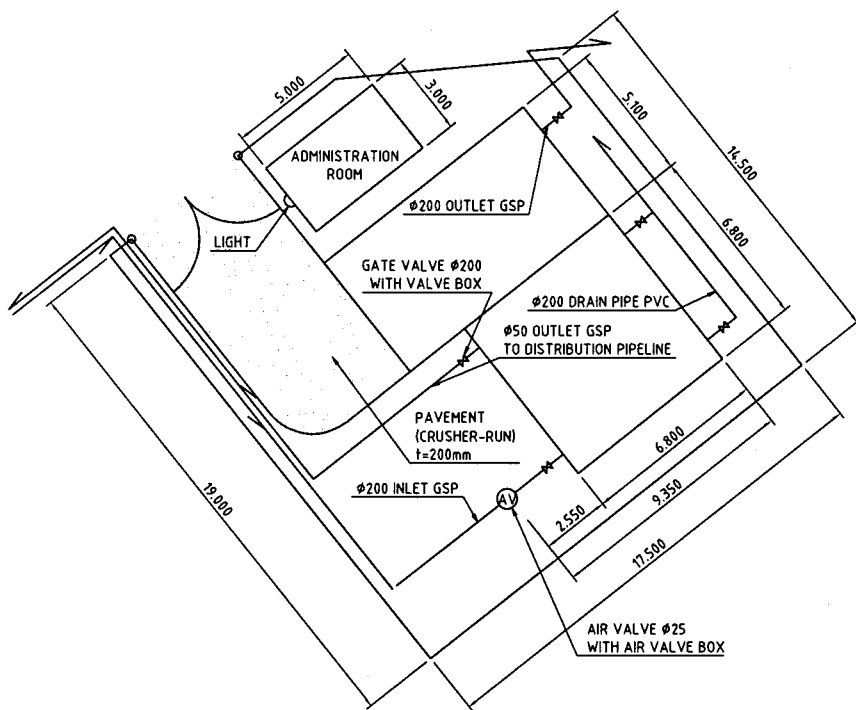 5.000
3.000
5.100
14.500
ADMINISTRATION
ROOM
Ø200 OUTLET GSP
6.800
LIGHT
GATE VALVE Ø200
WITH VALVE BOX
Ø200 DRAIN PIPE PVC
Ø50 OUTLET GSP
TO DISTRIBUTION PIPELINE
PAVEMENT
(CRUSHER-RUN)
t=200mm
6.800
19.000
Ø200 INLET GSP
AV
2.550
9.350
17.500
AIR VALVE Ø25
WITH AIR VALVE BOX